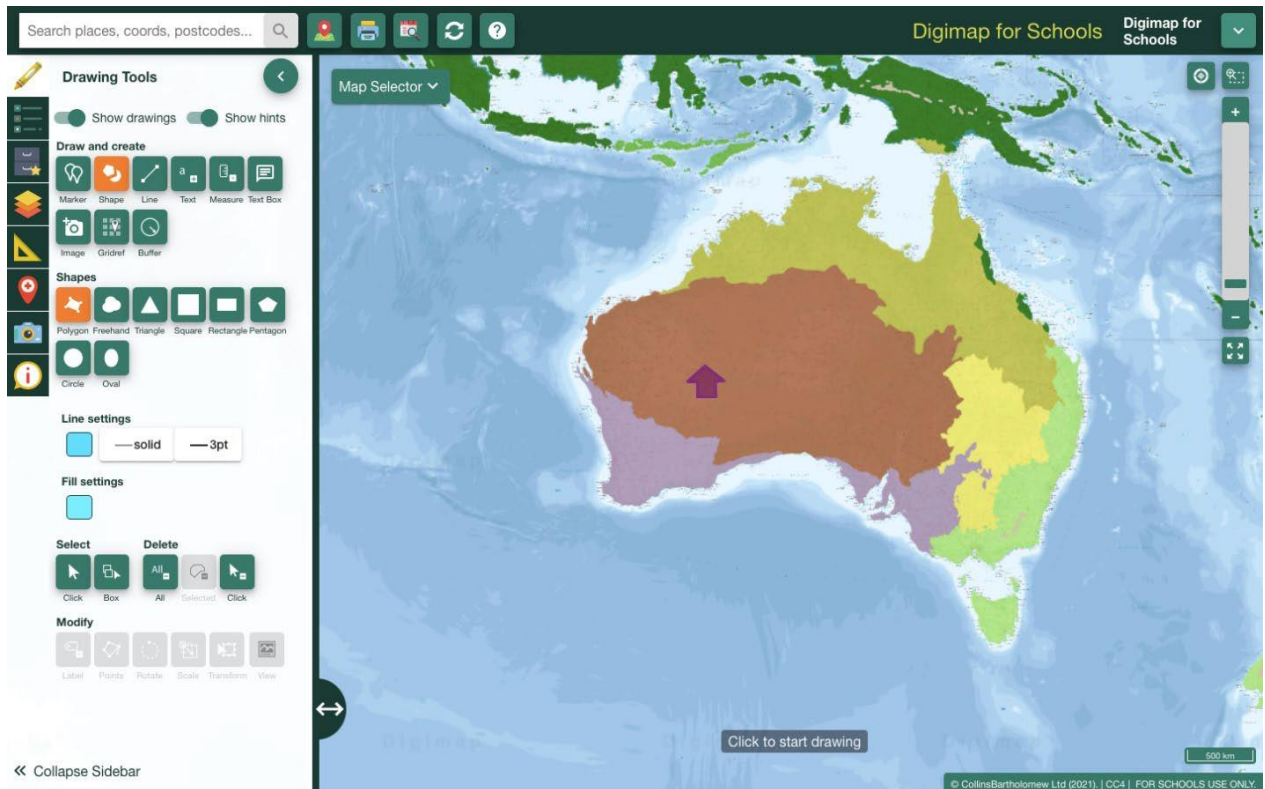 Search places, coords, postcodes...
Digimap for Schools
Digimap for
Schools
Drawing Tools
Show drawings
Show hints
Draw and create
Marker Shape Line Text Measure Text Box
Image Gridref Buffer
Shapes
Polygon Freehand Triangle Square Rectangle Pentagon
Circle Oval
Line settings
solid
3pt
Fill settings
Select Delete
All
Click Box All Selected Click
Modify
Label Points Rotate Scale Transform View
Collapse Sidebar
Map Selector
Click to start drawing
500 km
© CollinsBartholomew Ltd (2021). | CC4 | FOR SCHOOLS USE ONLY.